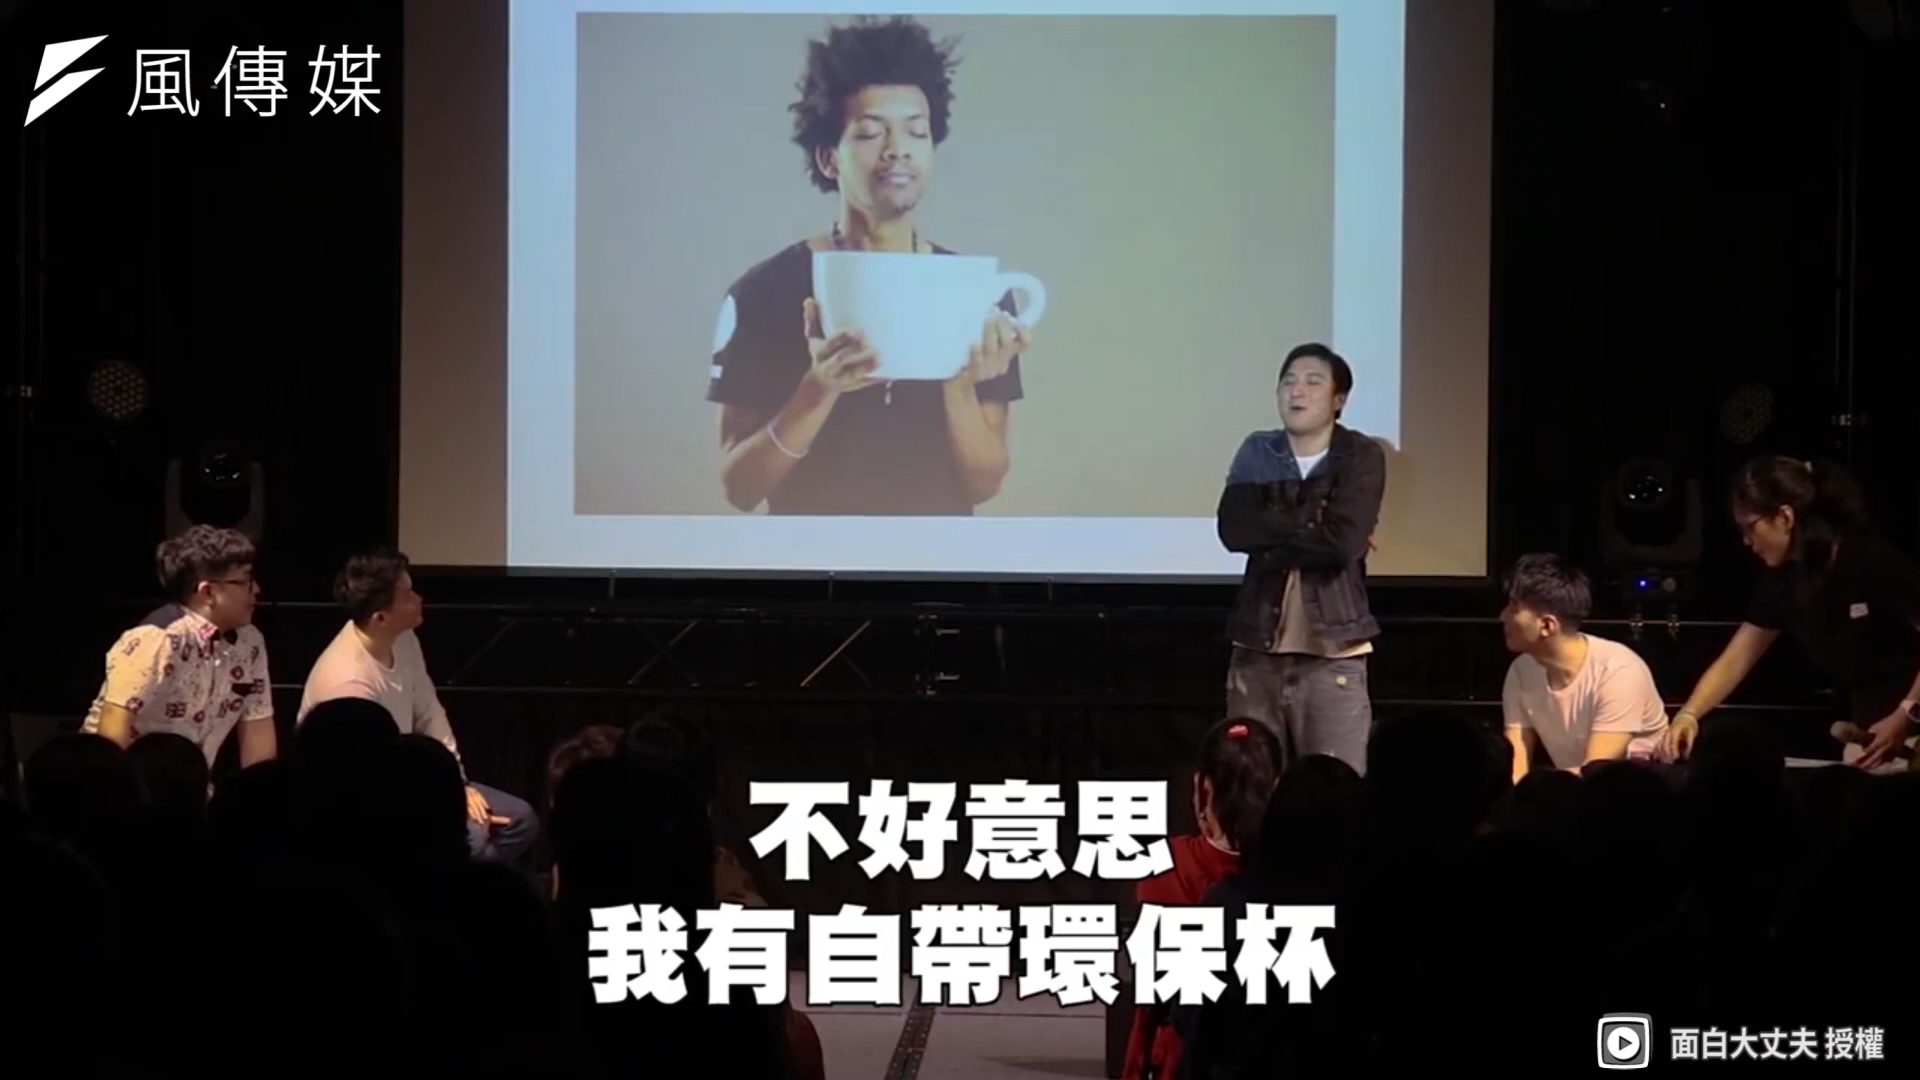 風傳媒
不好意思
我有自帶環保杯
面白大丈夫 授權